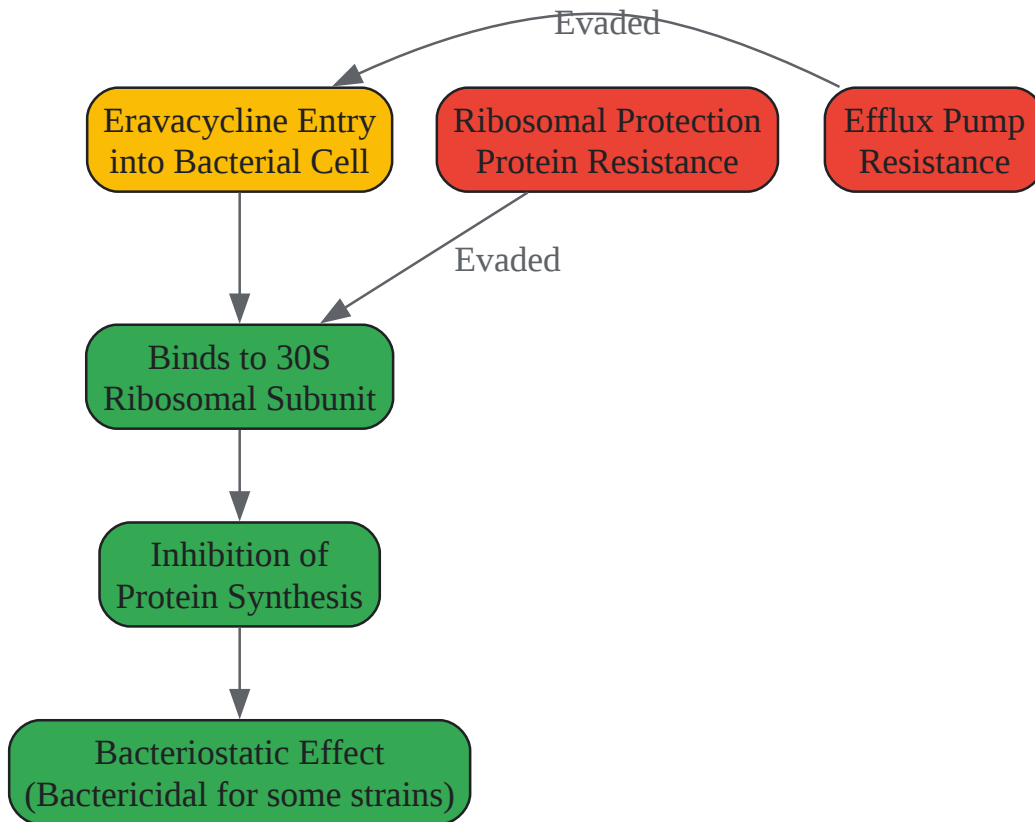 Evaded
Eravacycline Entry
into Bacterial Cell
Ribosomal Protection
Protein Resistance
Efflux Pump
Resistance
Evaded
Binds to 30S
Ribosomal Subunit
Inhibition of
Protein Synthesis
Bacteriostatic Effect
(Bactericidal for some strains)